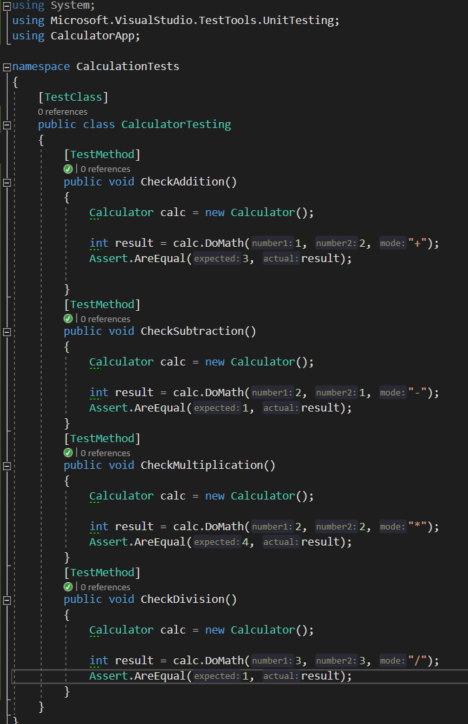 using System;
using Microsoft.VisualStudio.TestTools.UnitTesting;
using CalculatorApp;
namespace CalculationTests
{
[TestClass]
0 references
public class CalculatorTesting
{
[TestMethod]
0 references
public void CheckAddition()
{
Calculator calc = new Calculator();
int result = calc.DoMath(number1: 1, number2: 2, mode: "+");
Assert.AreEqual(expected: 3, actual: result);
}
[TestMethod]
0 references
public void CheckSubtraction()
{
Calculator calc = new Calculator();
int result = calc.DoMath(number1: 2, number2: 1, mode: "-");
Assert.AreEqual(expected: 1, actual: result);
}
[TestMethod]
0 references
public void CheckMultiplication()
{
Calculator calc = new Calculator();
int result = calc.DoMath(number1: 2, number2: 2, mode: "*");
Assert.AreEqual(expected: 4, actual: result);
}
[TestMethod]
0 references
public void CheckDivision()
{
Calculator calc = new Calculator();
int result = calc.DoMath(number1: 3, number2: 3, mode: "/");
Assert.AreEqual(expected: 1, actual: result);
}
}
}